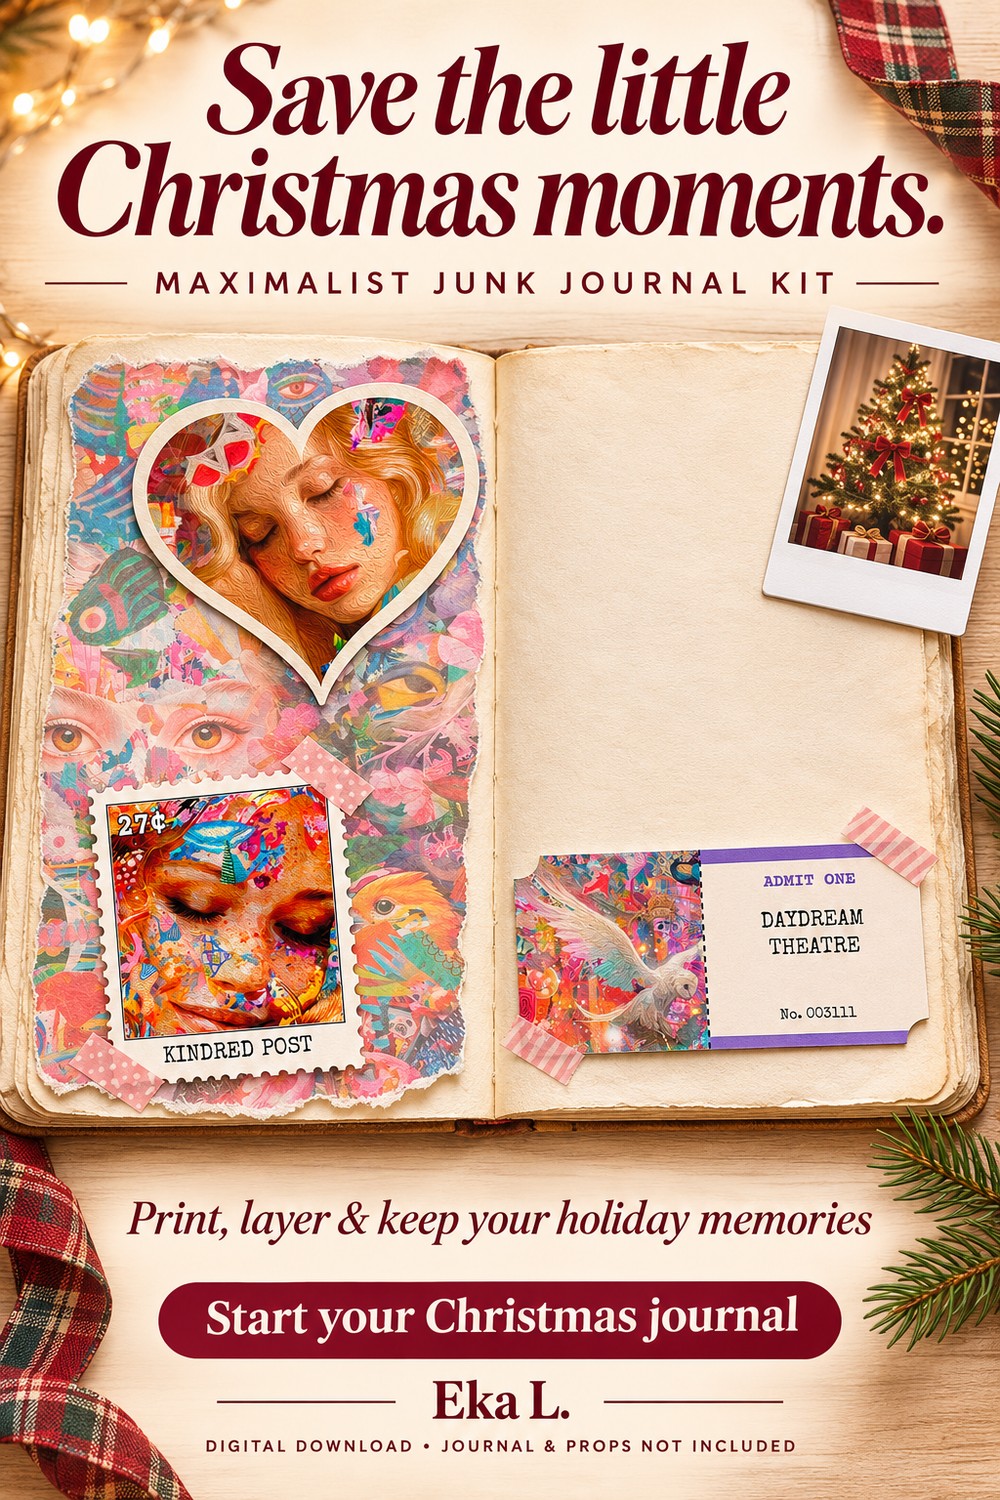 Save the little
Christmas moments.
MAXIMALIST JUNK JOURNAL KIT
27¢
KINDRED POST
ADMIT ONE
DAYDREAM
THEATRE
No. 003111
Print, layer & keep your holiday memories
Start your Christmas journal
Eka L.
DIGITAL DOWNLOAD • JOURNAL & PROPS NOT INCLUDED